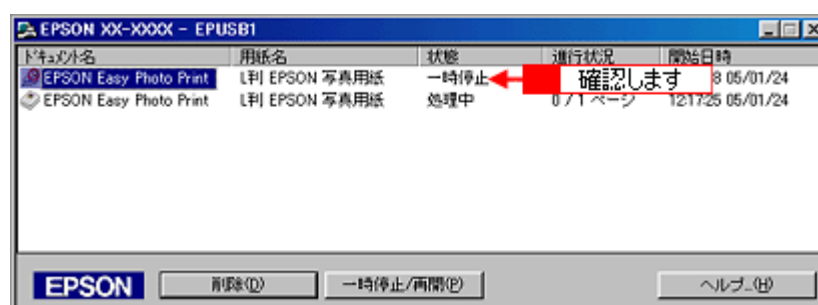 EPSON XX-XXXX - EPUSB1
ドキュメント名 用紙名 状態 進行状況 開始日時
EPSON Easy Photo Print L判 EPSON 写真用紙 一時停止 確認します 8 05/01/24
EPSON Easy Photo Print L判 EPSON 写真用紙 処理中 0 / 1 ページ 12:17:25 05/01/24
EPSON 削除(D) 一時停止/再開(P) ヘルプ...(H)